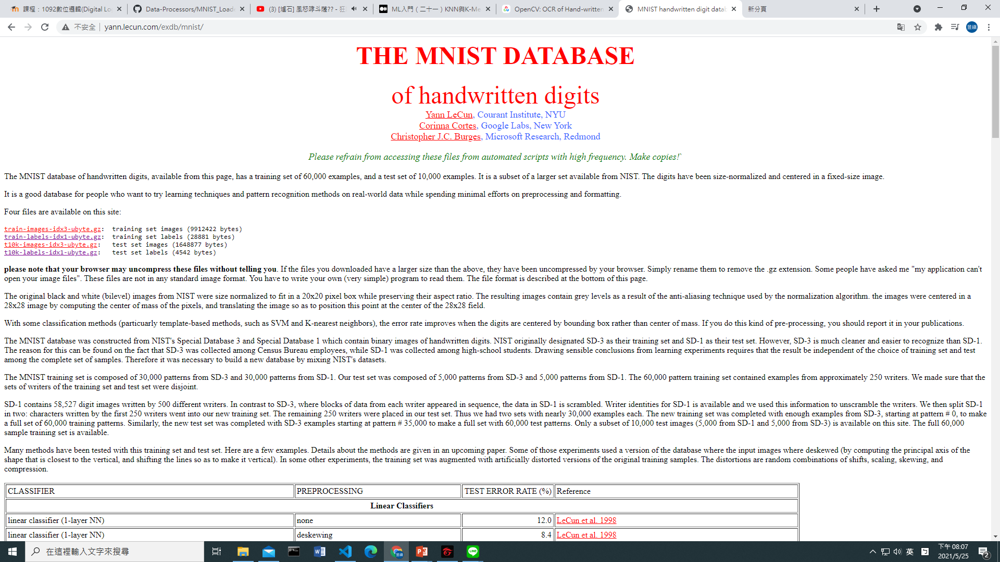 課程：1092數位邏輯(Digital Lo
Data-Processors/MNIST_Loade
(3) [爐石] 風怒哮斗薩?? - 狂
ML入門（二十一）KNN與K-Me
OpenCV: OCR of Hand-written
MNIST handwritten digit datab
新分頁
不安全
yann.lecun.com/exdb/mnist/
昱禛
THE MNIST DATABASE
of handwritten digits
Yann LeCun, Courant Institute, NYU
Corinna Cortes, Google Labs, New York
Christopher J.C. Burges, Microsoft Research, Redmond
Please refrain from accessing these files from automated scripts with high frequency. Make copies!`
The MNIST database of handwritten digits, available from this page, has a training set of 60,000 examples, and a test set of 10,000 examples. It is a subset of a larger set available from NIST. The digits have been size-normalized and centered in a fixed-size image.
It is a good database for people who want to try learning techniques and pattern recognition methods on real-world data while spending minimal efforts on preprocessing and formatting.
Four files are available on this site:
train-images-idx3-ubyte.gz: training set images (9912422 bytes)
train-labels-idx1-ubyte.gz: training set labels (28881 bytes)
t10k-images-idx3-ubyte.gz: test set images (1648877 bytes)
t10k-labels-idx1-ubyte.gz: test set labels (4542 bytes)
please note that your browser may uncompress these files without telling you. If the files you downloaded have a larger size than the above, they have been uncompressed by your browser. Simply rename them to remove the .gz extension. Some people have asked me "my application can't
open your image files". These files are not in any standard image format. You have to write your own (very simple) program to read them. The file format is described at the bottom of this page.
The original black and white (bilevel) images from NIST were size normalized to fit in a 20x20 pixel box while preserving their aspect ratio. The resulting images contain grey levels as a result of the anti-aliasing technique used by the normalization algorithm. the images were centered in a
28x28 image by computing the center of mass of the pixels, and translating the image so as to position this point at the center of the 28x28 field.
With some classification methods (particuarly template-based methods, such as SVM and K-nearest neighbors), the error rate improves when the digits are centered by bounding box rather than center of mass. If you do this kind of pre-processing, you should report it in your publications.
The MNIST database was constructed from NIST's Special Database 3 and Special Database 1 which contain binary images of handwritten digits. NIST originally designated SD-3 as their training set and SD-1 as their test set. However, SD-3 is much cleaner and easier to recognize than SD-1.
The reason for this can be found on the fact that SD-3 was collected among Census Bureau employees, while SD-1 was collected among high-school students. Drawing sensible conclusions from learning experiments requires that the result be independent of the choice of training set and test
among the complete set of samples. Therefore it was necessary to build a new database by mixing NIST's datasets.
The MNIST training set is composed of 30,000 patterns from SD-3 and 30,000 patterns from SD-1. Our test set was composed of 5,000 patterns from SD-3 and 5,000 patterns from SD-1. The 60,000 pattern training set contained examples from approximately 250 writers. We made sure that the
sets of writers of the training set and test set were disjoint.
SD-1 contains 58,527 digit images written by 500 different writers. In contrast to SD-3, where blocks of data from each writer appeared in sequence, the data in SD-1 is scrambled. Writer identities for SD-1 is available and we used this information to unscramble the writers. We then split SD-1
in two: characters written by the first 250 writers went into our new training set. The remaining 250 writers were placed in our test set. Thus we had two sets with nearly 30,000 examples each. The new training set was completed with enough examples from SD-3, starting at pattern # 0, to make
a full set of 60,000 training patterns. Similarly, the new test set was completed with SD-3 examples starting at pattern # 35,000 to make a full set with 60,000 test patterns. Only a subset of 10,000 test images (5,000 from SD-1 and 5,000 from SD-3) is available on this site. The full 60,000
sample training set is available.
Many methods have been tested with this training set and test set. Here are a few examples. Details about the methods are given in an upcoming paper. Some of those experiments used a version of the database where the input images where deskewed (by computing the principal axis of the
shape that is closest to the vertical, and shifting the lines so as to make it vertical). In some other experiments, the training set was augmented with artificially distorted versions of the original training samples. The distortions are random combinations of shifts, scaling, skewing, and
compression.
CLASSIFIER PREPROCESSING TEST ERROR RATE (%) Reference
Linear Classifiers
linear classifier (1-layer NN) none 12.0 LeCun et al. 1998
linear classifier (1-layer NN) deskewing 8.4 LeCun et al. 1998
在這裡輸入文字來搜尋
英
下午 08:07
2021/5/25
2